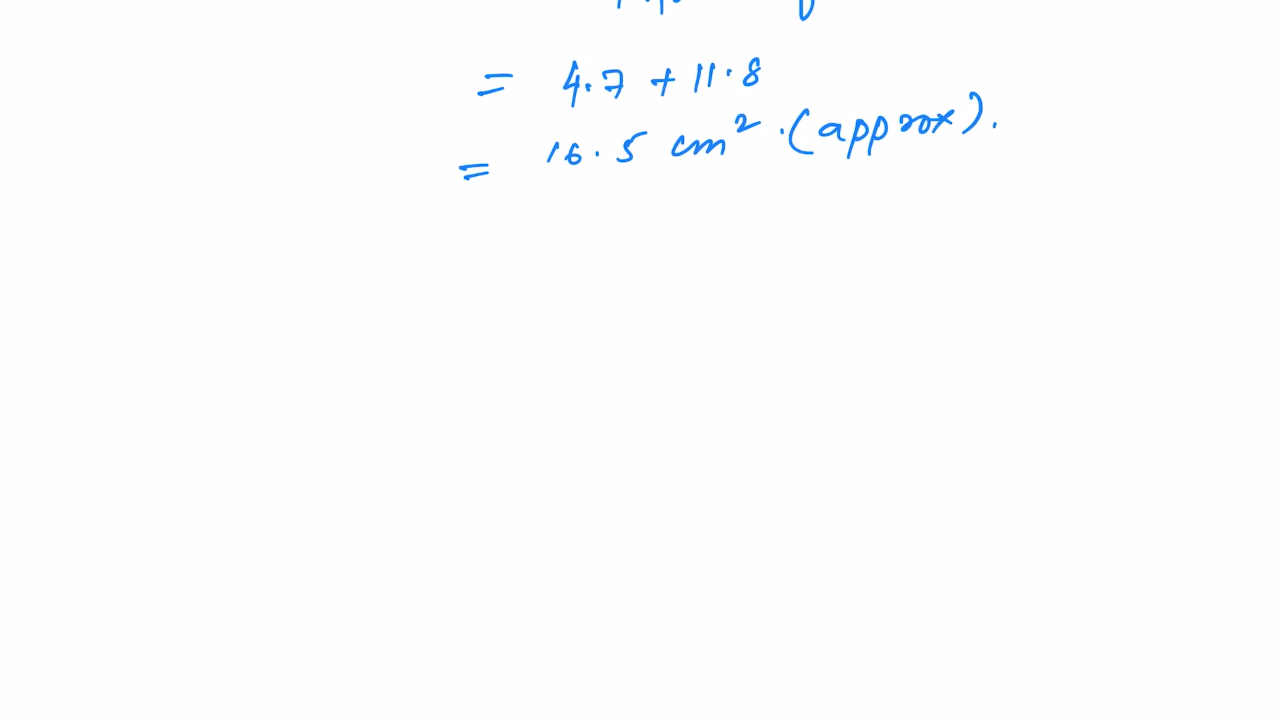 = 4.7 + 11.8
= 16.5 cm² .(approx).